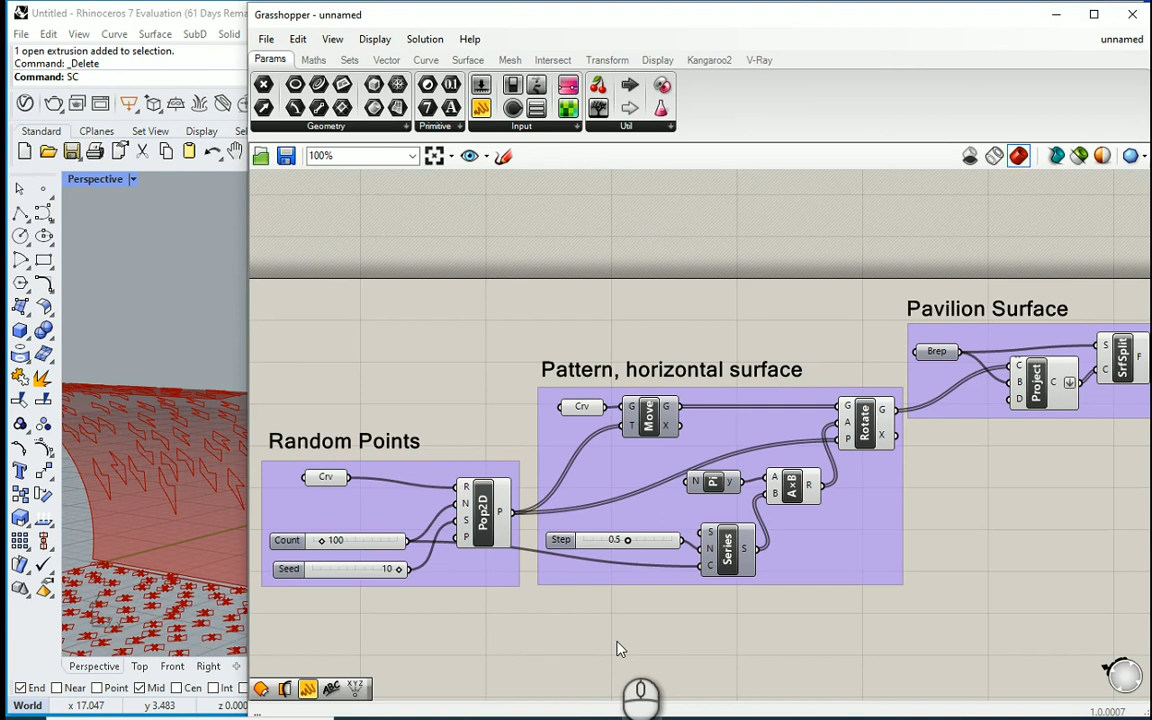 Untitled - Rhinoceros 7 Evaluation (61 Days Rema
File Edit View Curve Surface SubD Solid
1 open extrusion added to selection.
Command: _Delete
Command: SC
Standard CPlanes Set View Display Sel
Perspective
Perspective Top Front Right
End Near Point Mid Cen Int
World x 17.047 y 3.483 z 0.000
Grasshopper - unnamed
File Edit View Display Solution Help
unnamed
Params Maths Sets Vector Curve Surface Mesh Intersect Transform Display Kangaroo2 V-Ray
Geometry Primitive Input Util
100%
Pavilion Surface
Brep
S
C
SrfSplit
F
C
B
D
Project
C
Pattern, horizontal surface
Crv
G
T
Move
G
X
G
A
P
Rotate
G
X
N Pi y
A
B
A×B
R
Step 0.5
S
N
C
Series
S
Random Points
Crv
R
N
S
P
Pop2D
P
Count 100
Seed 10
ABC
XYZ
...
1.0.0007